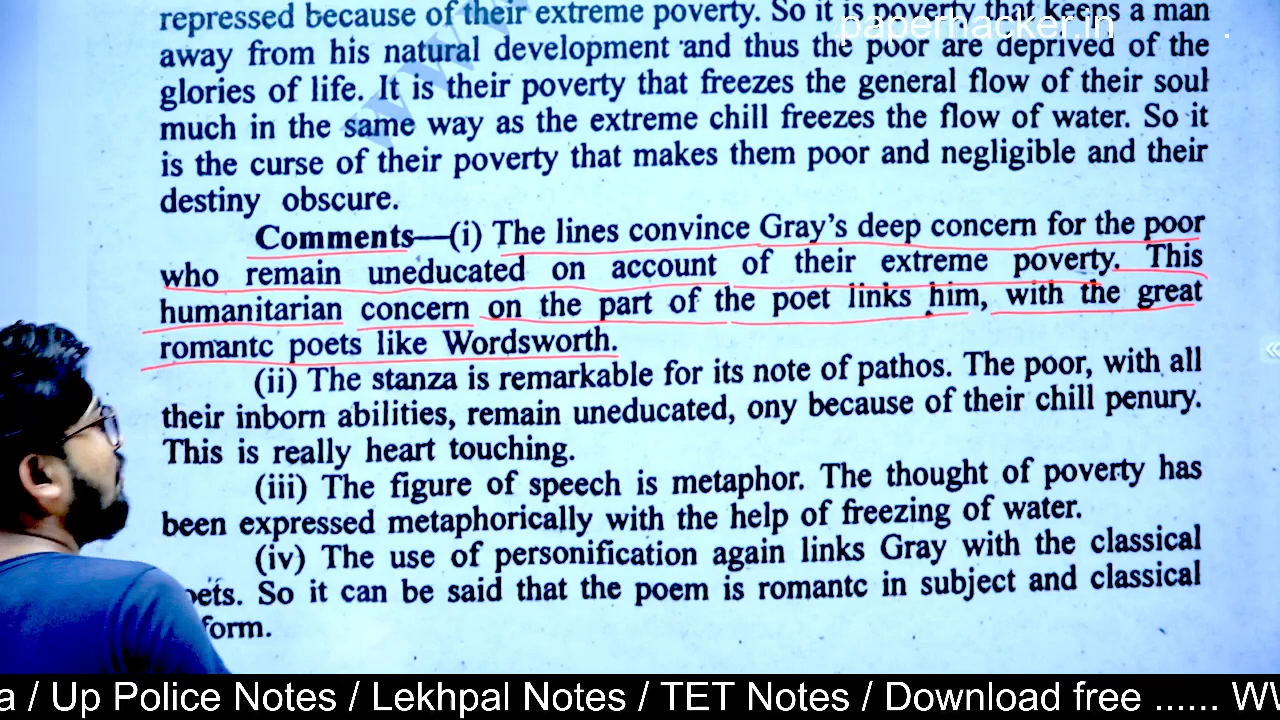 repressed because of their extreme poverty. So it is poverty that keeps a man
paperhacker.in
away from his natural development and thus the poor are deprived of the
glories of life. It is their poverty that freezes the general flow of their soul
much in the same way as the extreme chill freezes the flow of water. So it
is the curse of their poverty that makes them poor and negligible and their
destiny obscure.
Comments—(i) The lines convince Gray's deep concern for the poor
who remain uneducated on account of their extreme poverty. This
humanitarian concern on the part of the poet links him, with the great
romantc poets like Wordsworth.
(ii) The stanza is remarkable for its note of pathos. The poor, with all
their inborn abilities, remain uneducated, ony because of their chill penury.
This is really heart touching.
(iii) The figure of speech is metaphor. The thought of poverty has
been expressed metaphorically with the help of freezing of water.
(iv) The use of personification again links Gray with the classical
oets. So it can be said that the poem is romantc in subject and classical
form.
a / Up Police Notes / Lekhpal Notes / TET Notes / Download free ...... WV